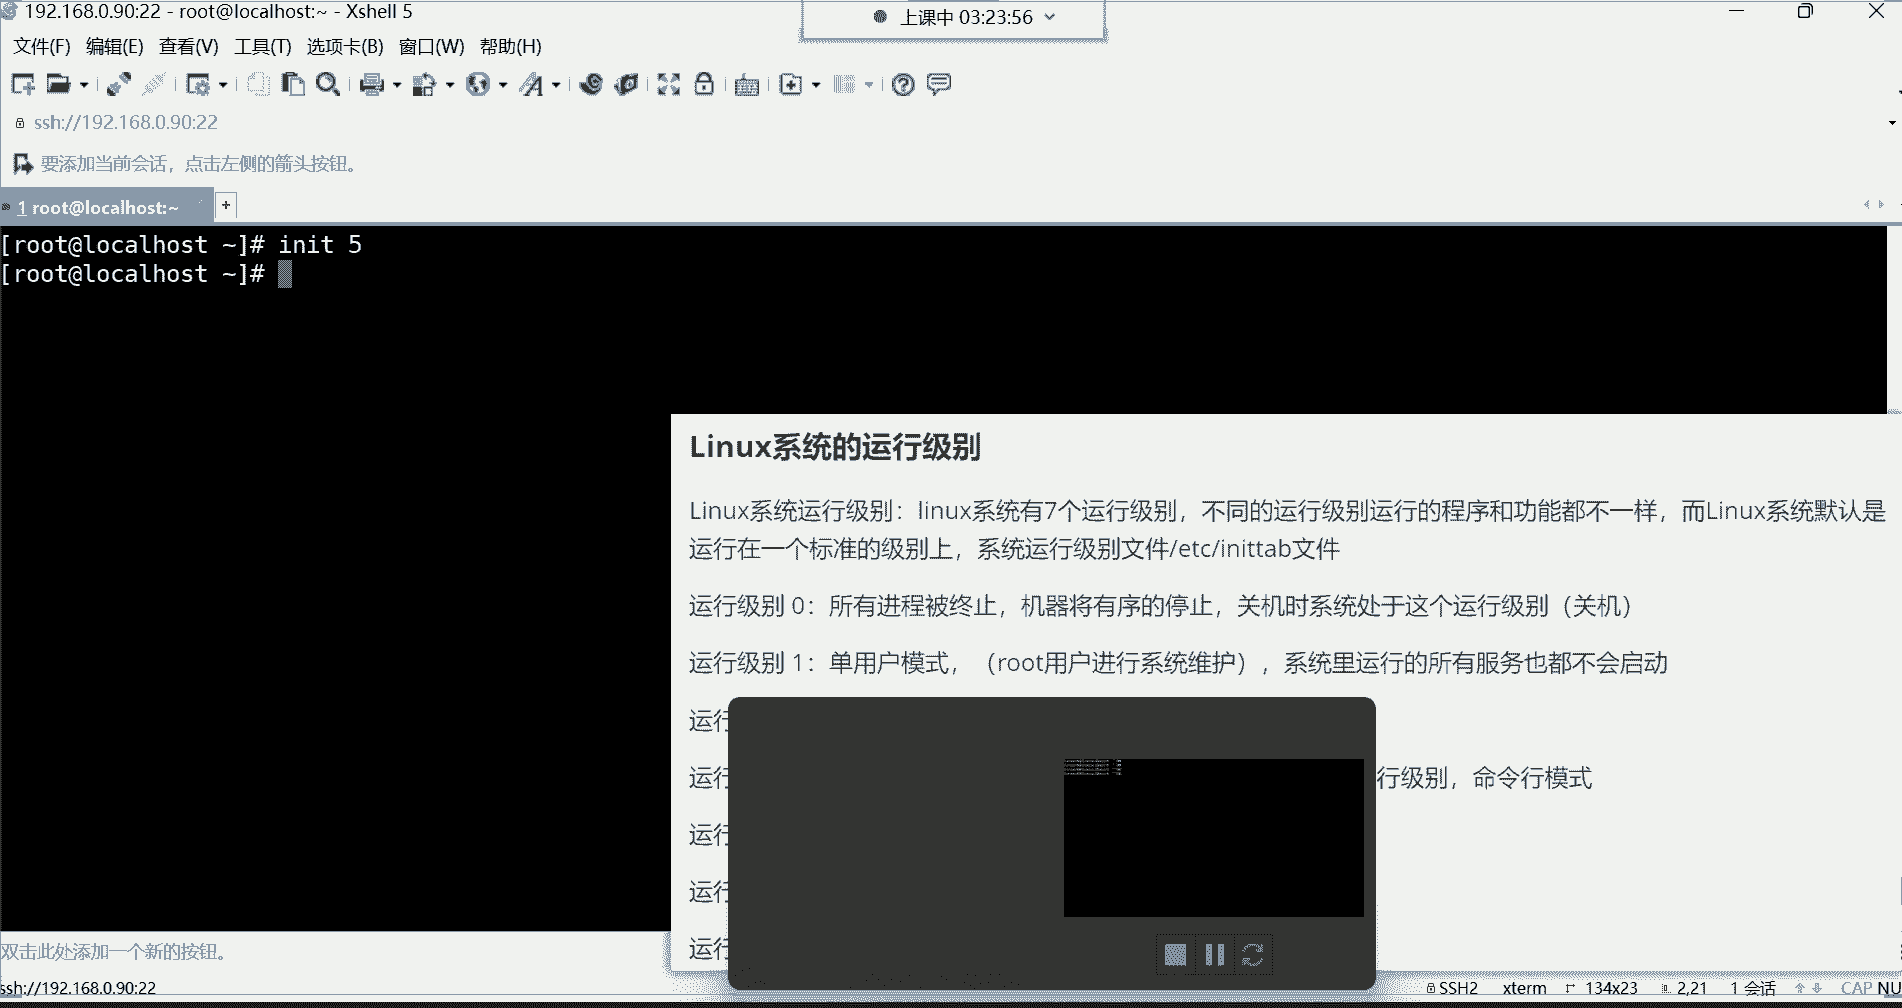 192.168.0.90:22 - root@localhost:~ - Xshell 5
上课中 03:23:56
文件(F) 编辑(E) 查看(V) 工具(T) 选项卡(B) 窗口(W) 帮助(H)
ssh://192.168.0.90:22
要添加当前会话，点击左侧的箭头按钮。
1 root@localhost:~ +
[root@localhost ~]# init 5
[root@localhost ~]#
Linux系统的运行级别
Linux系统运行级别：linux系统有7个运行级别，不同的运行级别运行的程序和功能都不一样，而Linux系统默认是
运行在一个标准的级别上，系统运行级别文件/etc/inittab文件
运行级别 0：所有进程被终止，机器将有序的停止，关机时系统处于这个运行级别（关机）
运行级别 1：单用户模式，（root用户进行系统维护），系统里运行的所有服务也都不会启动
运行
运行 行级别，命令行模式
运行
运行
运行
双击此处添加一个新的按钮。
ssh://192.168.0.90:22 SSH2 xterm 134x23 2,21 1 会话 CAP NU